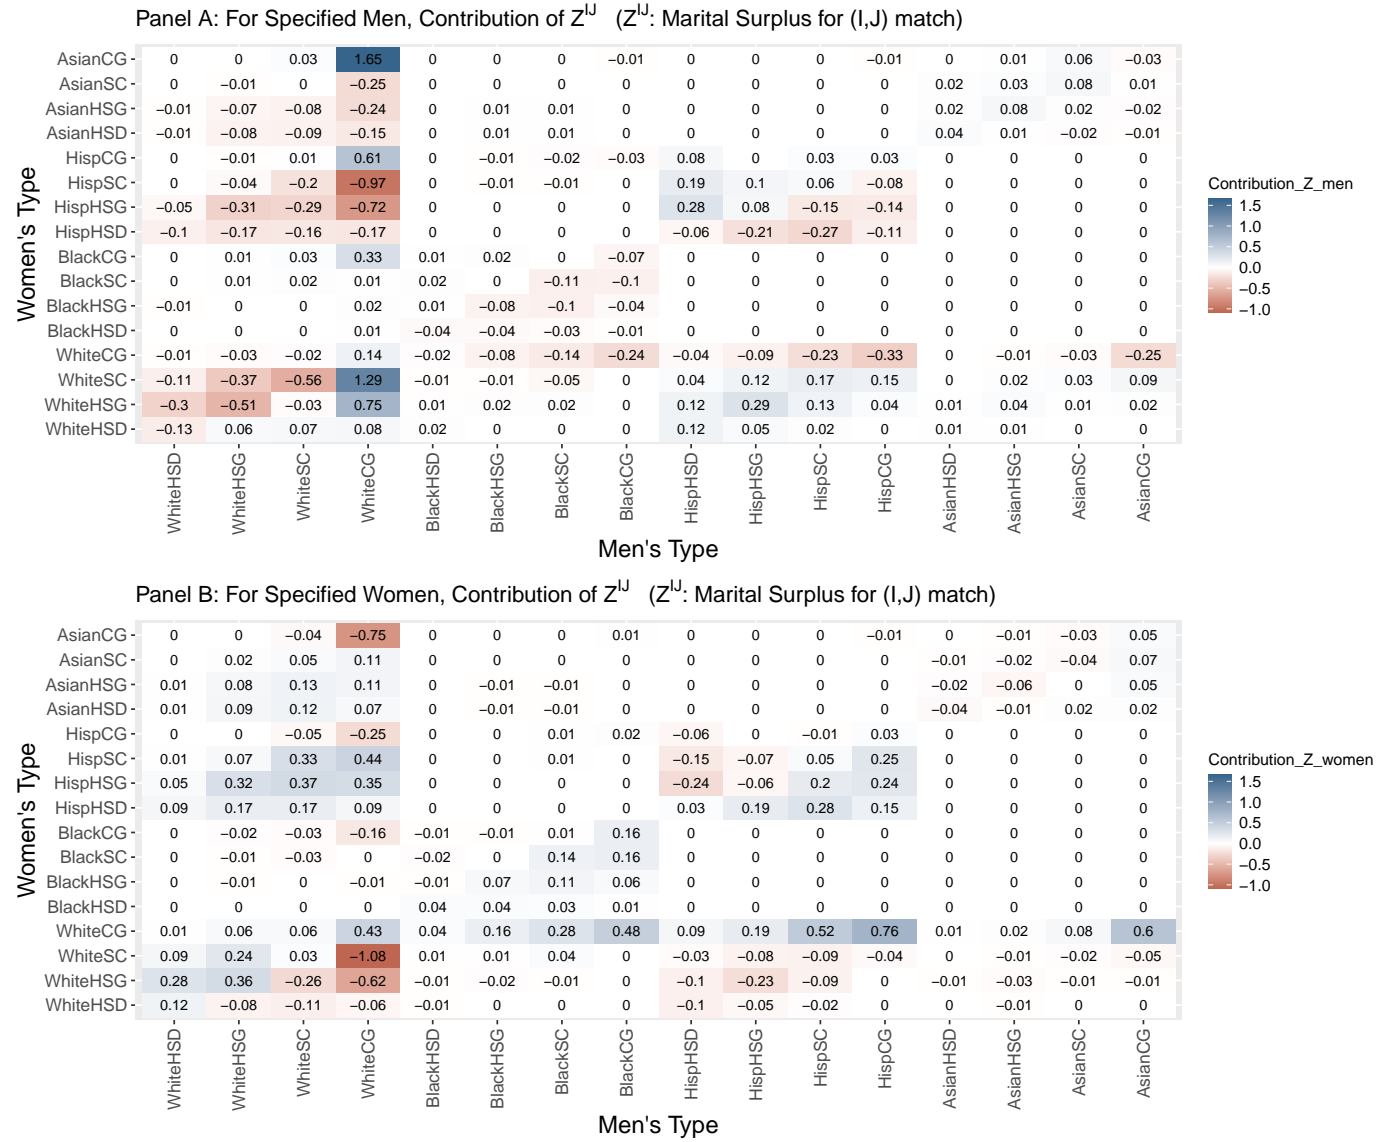 Panel A: For Specified Men, Contribution of Z^IJ (Z^IJ: Marital Surplus for (I,J) match)
Women's Type
AsianCG 0 0 0.03 1.65 0 0 0 −0.01 0 0 0 −0.01 0 0.01 0.06 −0.03
AsianSC 0 −0.01 0 −0.25 0 0 0 0 0 0 0 0 0.02 0.03 0.08 0.01
AsianHSG −0.01 −0.07 −0.08 −0.24 0 0.01 0.01 0 0 0 0 0 0.02 0.08 0.02 −0.02
AsianHSD −0.01 −0.08 −0.09 −0.15 0 0.01 0.01 0 0 0 0 0 0.04 0.01 −0.02 −0.01
HispCG 0 −0.01 0.01 0.61 0 −0.01 −0.02 −0.03 0.08 0 0.03 0.03 0 0 0 0
HispSC 0 −0.04 −0.2 −0.97 0 −0.01 −0.01 0 0.19 0.1 0.06 −0.08 0 0 0 0
HispHSG −0.05 −0.31 −0.29 −0.72 0 0 0 0 0.28 0.08 −0.15 −0.14 0 0 0 0
HispHSD −0.1 −0.17 −0.16 −0.17 0 0 0 0 −0.06 −0.21 −0.27 −0.11 0 0 0 0
BlackCG 0 0.01 0.03 0.33 0.01 0.02 0 −0.07 0 0 0 0 0 0 0 0
BlackSC 0 0.01 0.02 0.01 0.02 0 −0.11 −0.1 0 0 0 0 0 0 0 0
BlackHSG −0.01 0 0 0.02 0.01 −0.08 −0.1 −0.04 0 0 0 0 0 0 0 0
BlackHSD 0 0 0 0.01 −0.04 −0.04 −0.03 −0.01 0 0 0 0 0 0 0 0
WhiteCG −0.01 −0.03 −0.02 0.14 −0.02 −0.08 −0.14 −0.24 −0.04 −0.09 −0.23 −0.33 0 −0.01 −0.03 −0.25
WhiteSC −0.11 −0.37 −0.56 1.29 −0.01 −0.01 −0.05 0 0.04 0.12 0.17 0.15 0 0.02 0.03 0.09
WhiteHSG −0.3 −0.51 −0.03 0.75 0.01 0.02 0.02 0 0.12 0.29 0.13 0.04 0.01 0.04 0.01 0.02
WhiteHSD −0.13 0.06 0.07 0.08 0.02 0 0 0 0.12 0.05 0.02 0 0.01 0.01 0 0
WhiteHSD WhiteHSG WhiteSC WhiteCG BlackHSD BlackHSG BlackSC BlackCG HispHSD HispHSG HispSC HispCG AsianHSD AsianHSG AsianSC AsianCG
Men's Type
Contribution_Z_men
1.5
1.0
0.5
0.0
−0.5
−1.0
Panel B: For Specified Women, Contribution of Z^IJ (Z^IJ: Marital Surplus for (I,J) match)
Women's Type
AsianCG 0 0 −0.04 −0.75 0 0 0 0.01 0 0 0 −0.01 0 −0.01 −0.03 0.05
AsianSC 0 0.02 0.05 0.11 0 0 0 0 0 0 0 0 −0.01 −0.02 −0.04 0.07
AsianHSG 0.01 0.08 0.13 0.11 0 −0.01 −0.01 0 0 0 0 0 −0.02 −0.06 0 0.05
AsianHSD 0.01 0.09 0.12 0.07 0 −0.01 −0.01 0 0 0 0 0 −0.04 −0.01 0.02 0.02
HispCG 0 0 −0.05 −0.25 0 0 0.01 0.02 −0.06 0 −0.01 0.03 0 0 0 0
HispSC 0.01 0.07 0.33 0.44 0 0 0.01 0 −0.15 −0.07 0.05 0.25 0 0 0 0
HispHSG 0.05 0.32 0.37 0.35 0 0 0 0 −0.24 −0.06 0.2 0.24 0 0 0 0
HispHSD 0.09 0.17 0.17 0.09 0 0 0 0 0.03 0.19 0.28 0.15 0 0 0 0
BlackCG 0 −0.02 −0.03 −0.16 −0.01 −0.01 0.01 0.16 0 0 0 0 0 0 0 0
BlackSC 0 −0.01 −0.03 0 −0.02 0 0.14 0.16 0 0 0 0 0 0 0 0
BlackHSG 0 −0.01 0 −0.01 −0.01 0.07 0.11 0.06 0 0 0 0 0 0 0 0
BlackHSD 0 0 0 0 0.04 0.04 0.03 0.01 0 0 0 0 0 0 0 0
WhiteCG 0.01 0.06 0.06 0.43 0.04 0.16 0.28 0.48 0.09 0.19 0.52 0.76 0.01 0.02 0.08 0.6
WhiteSC 0.09 0.24 0.03 −1.08 0.01 0.01 0.04 0 −0.03 −0.08 −0.09 −0.04 0 −0.01 −0.02 −0.05
WhiteHSG 0.28 0.36 −0.26 −0.62 −0.01 −0.02 −0.01 0 −0.1 −0.23 −0.09 0 −0.01 −0.03 −0.01 −0.01
WhiteHSD 0.12 −0.08 −0.11 −0.06 −0.01 0 0 0 −0.1 −0.05 −0.02 0 0 −0.01 0 0
WhiteHSD WhiteHSG WhiteSC WhiteCG BlackHSD BlackHSG BlackSC BlackCG HispHSD HispHSG HispSC HispCG AsianHSD AsianHSG AsianSC AsianCG
Men's Type
Contribution_Z_women
1.5
1.0
0.5
0.0
−0.5
−1.0